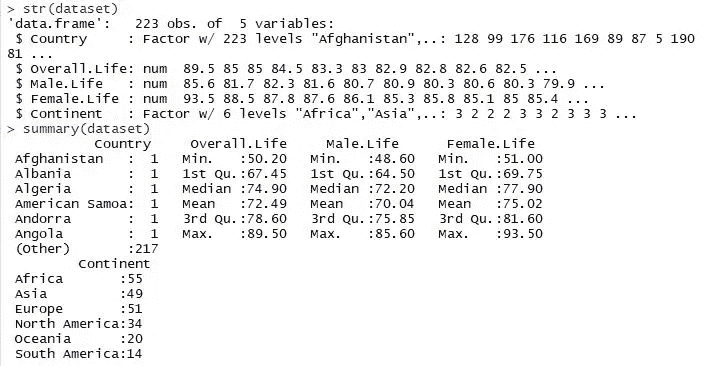 > str(dataset)
'data.frame':   223 obs. of  5 variables:
 $ Country     : Factor w/ 223 levels "Afghanistan",..: 128 99 176 116 169 89 87 5 190
81 ...
 $ Overall.Life: num  89.5 85 85 84.5 83.3 83 82.9 82.8 82.6 82.5 ...
 $ Male.Life   : num  85.6 81.7 82.3 81.6 80.7 80.9 80.3 80.6 80.3 79.9 ...
 $ Female.Life : num  93.5 88.5 87.8 87.6 86.1 85.3 85.8 85.1 85 85.4 ...
 $ Continent   : Factor w/ 6 levels "Africa","Asia",..: 3 2 2 2 3 3 2 3 3 3 ...
> summary(dataset)
           Country     Overall.Life     Male.Life      Female.Life
 Afghanistan   :  1   Min.   :50.20   Min.   :48.60   Min.   :51.00
 Albania       :  1   1st Qu.:67.45   1st Qu.:64.50   1st Qu.:69.75
 Algeria       :  1   Median :74.90   Median :72.20   Median :77.90
 American Samoa:  1   Mean   :72.49   Mean   :70.04   Mean   :75.02
 Andorra       :  1   3rd Qu.:78.60   3rd Qu.:75.85   3rd Qu.:81.60
 Angola        :  1   Max.   :89.50   Max.   :85.60   Max.   :93.50
 (Other)       :217
         Continent
 Africa       :55
 Asia         :49
 Europe       :51
 North America:34
 Oceania      :20
 South America:14